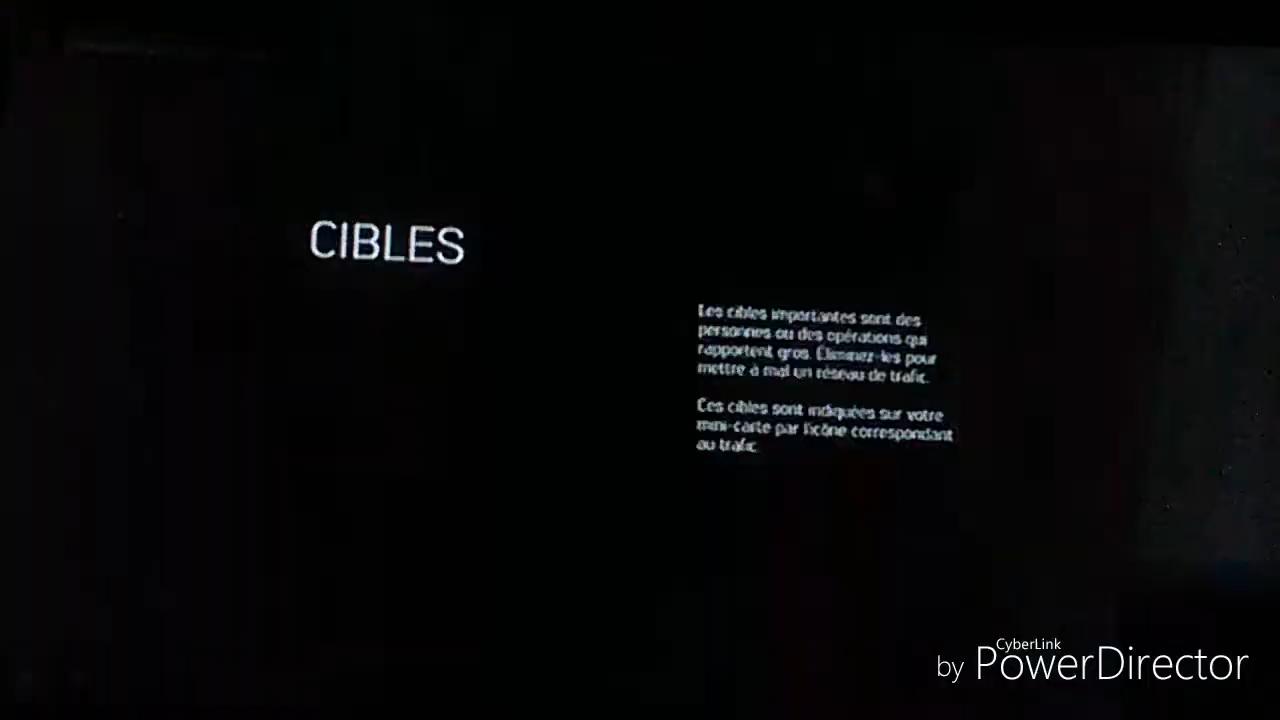 CIBLES
Les cibles importantes sont des
personnes ou des opérations qui
rapportent gros. Éliminez-les pour
mettre à mal un réseau de trafic.
Ces cibles sont indiquées sur votre
mini-carte par l'icône correspondant
au trafic.
CyberLink
by PowerDirector